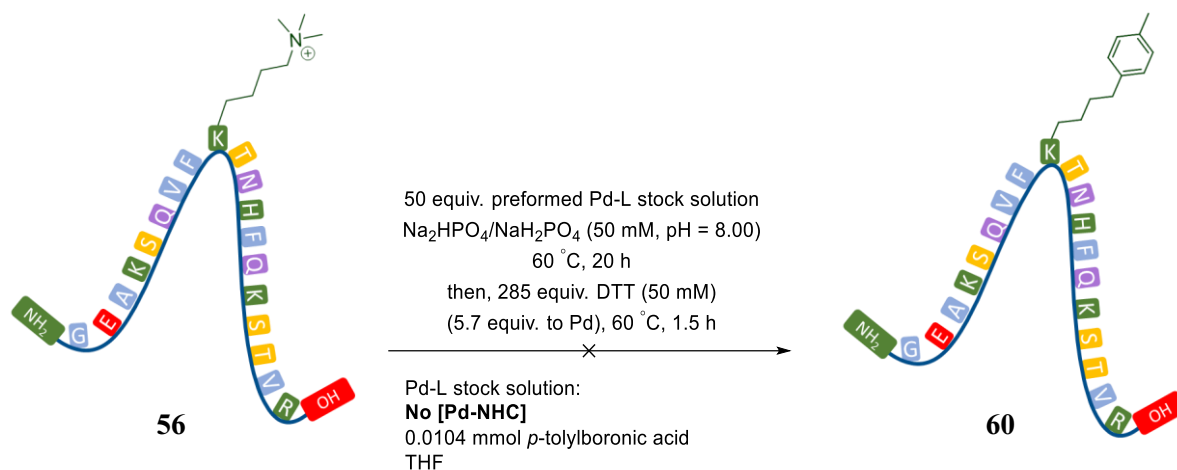 N
+
NH₂ G E A K S Q V F K T N H F Q K S T V R OH
56
50 equiv. preformed Pd-L stock solution
Na₂HPO₄/NaH₂PO₄ (50 mM, pH = 8.00)
60 °C, 20 h
then, 285 equiv. DTT (50 mM)
(5.7 equiv. to Pd), 60 °C, 1.5 h
Pd-L stock solution:
No [Pd-NHC]
0.0104 mmol p-tolylboronic acid
THF
NH₂ G E A K S Q V F K T N H F Q K S T V R OH
60